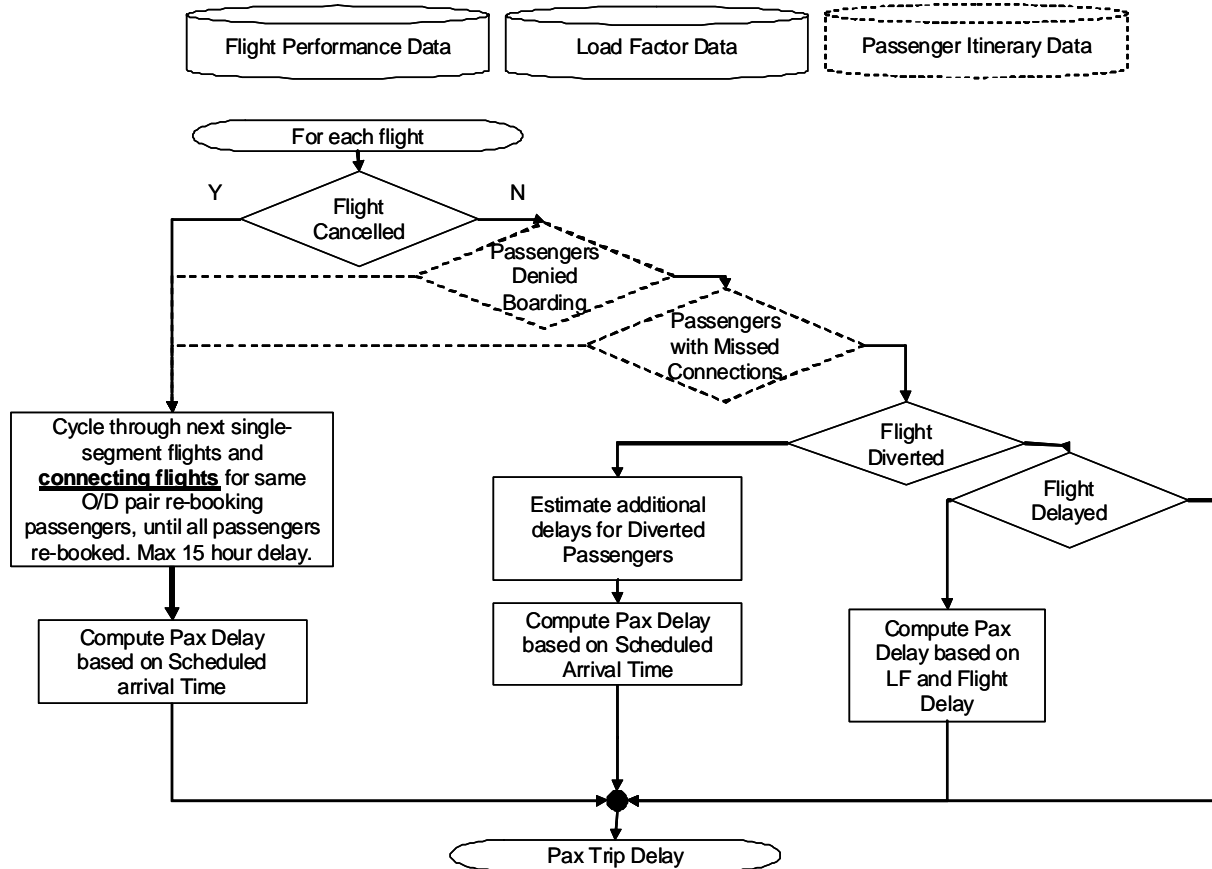 Flight Performance Data
Load Factor Data
Passenger Itinerary Data
For each flight
Y
N
Flight
Cancelled
Passengers
Denied
Boarding
Passengers
with Missed
Connections
Flight
Diverted
Flight
Delayed
Cycle through next single-
segment flights and
connecting flights for same
O/D pair re-booking
passengers, until all passengers
re-booked. Max 15 hour delay.
Estimate additional
delays for Diverted
Passengers
Compute Pax Delay
based on Scheduled
arrival Time
Compute Pax Delay
based on Scheduled
Arrival Time
Compute Pax
Delay based on
LF and Flight
Delay
Pax Trip Delay